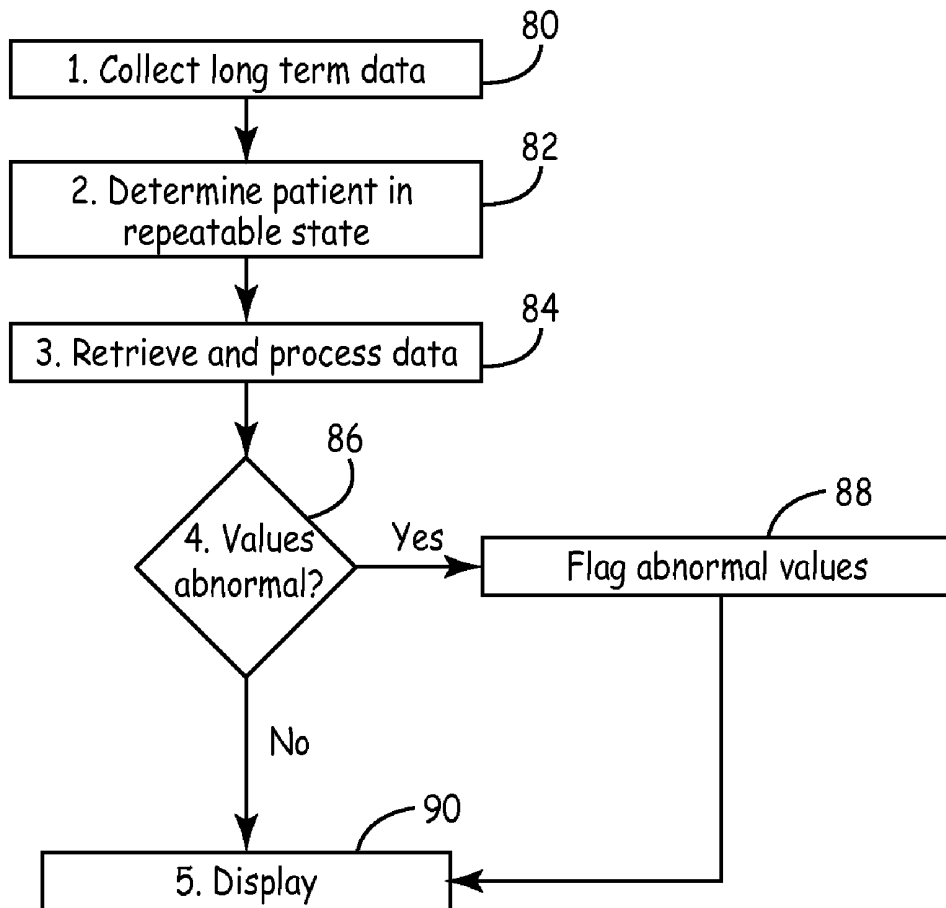 80
1. Collect long term data
82
2. Determine patient in
repeatable state
84
3. Retrieve and process data
86
4. Values
abnormal?
Yes
88
Flag abnormal values
No
90
5. Display